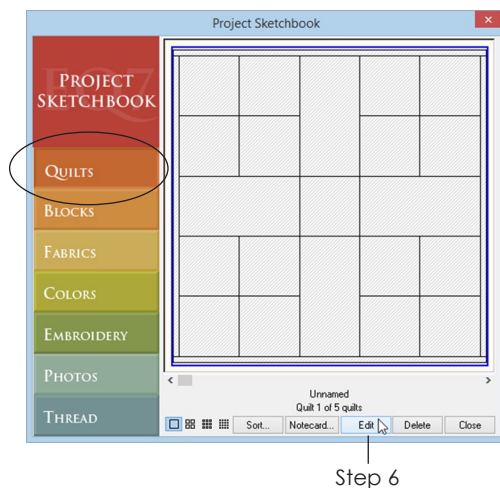 Project Sketchbook
PROJECT
SKETCHBOOK
QUILTS
BLOCKS
FABRICS
COLORS
EMBROIDERY
PHOTOS
THREAD
Unnamed
Quilt 1 of 5 quilts
Sort... Notecard... Edit Delete Close
Step 6